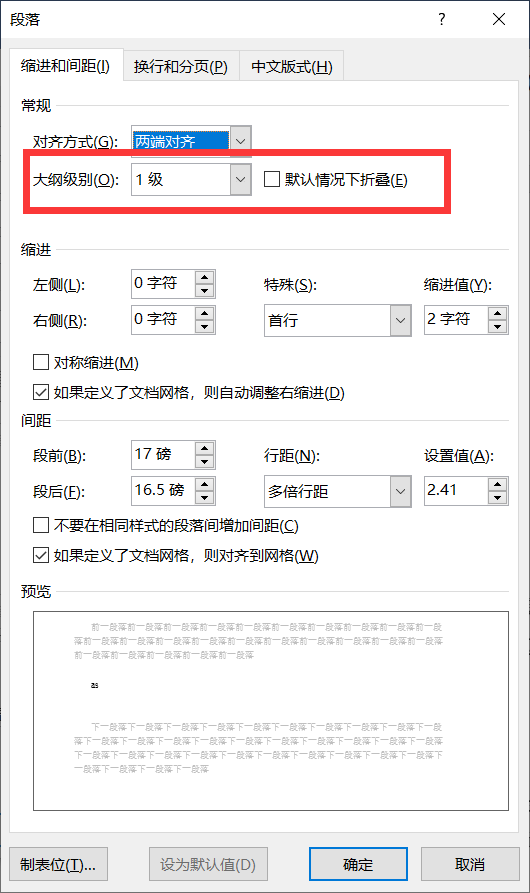 段落 ?
缩进和间距(I) 换行和分页(P) 中文版式(H)
常规
对齐方式(G): 两端对齐
大纲级别(O): 1 级 默认情况下折叠(E)
缩进
左侧(L): 0 字符 特殊(S): 缩进值(Y):
右侧(R): 0 字符 首行 2 字符
对称缩进(M)
如果定义了文档网格，则自动调整右缩进(D)
间距
段前(B): 17 磅 行距(N): 设置值(A):
段后(F): 16.5 磅 多倍行距 2.41
不要在相同样式的段落间增加间距(C)
如果定义了文档网格，则对齐到网格(W)
预览
前一段落前一段落前一段落前一段落前一段落前一段落前一段落前一段落前一段落前一段
落前一段落前一段落前一段落前一段落前一段落前一段落前一段落前一段落前一段落前一段落
前一段落前一段落前一段落前一段落前一段落
as
下一段落下一段落下一段落下一段落下一段落下一段落下一段落下一段落下一段落下一段
落下一段落下一段落下一段落下一段落下一段落下一段落下一段落下一段落下一段落下一段落
下一段落下一段落下一段落下一段落下一段落下一段落下一段落下一段落下一段落下一段落下
一段落下一段落下一段落下一段落
制表位(T)... 设为默认值(D) 确定 取消